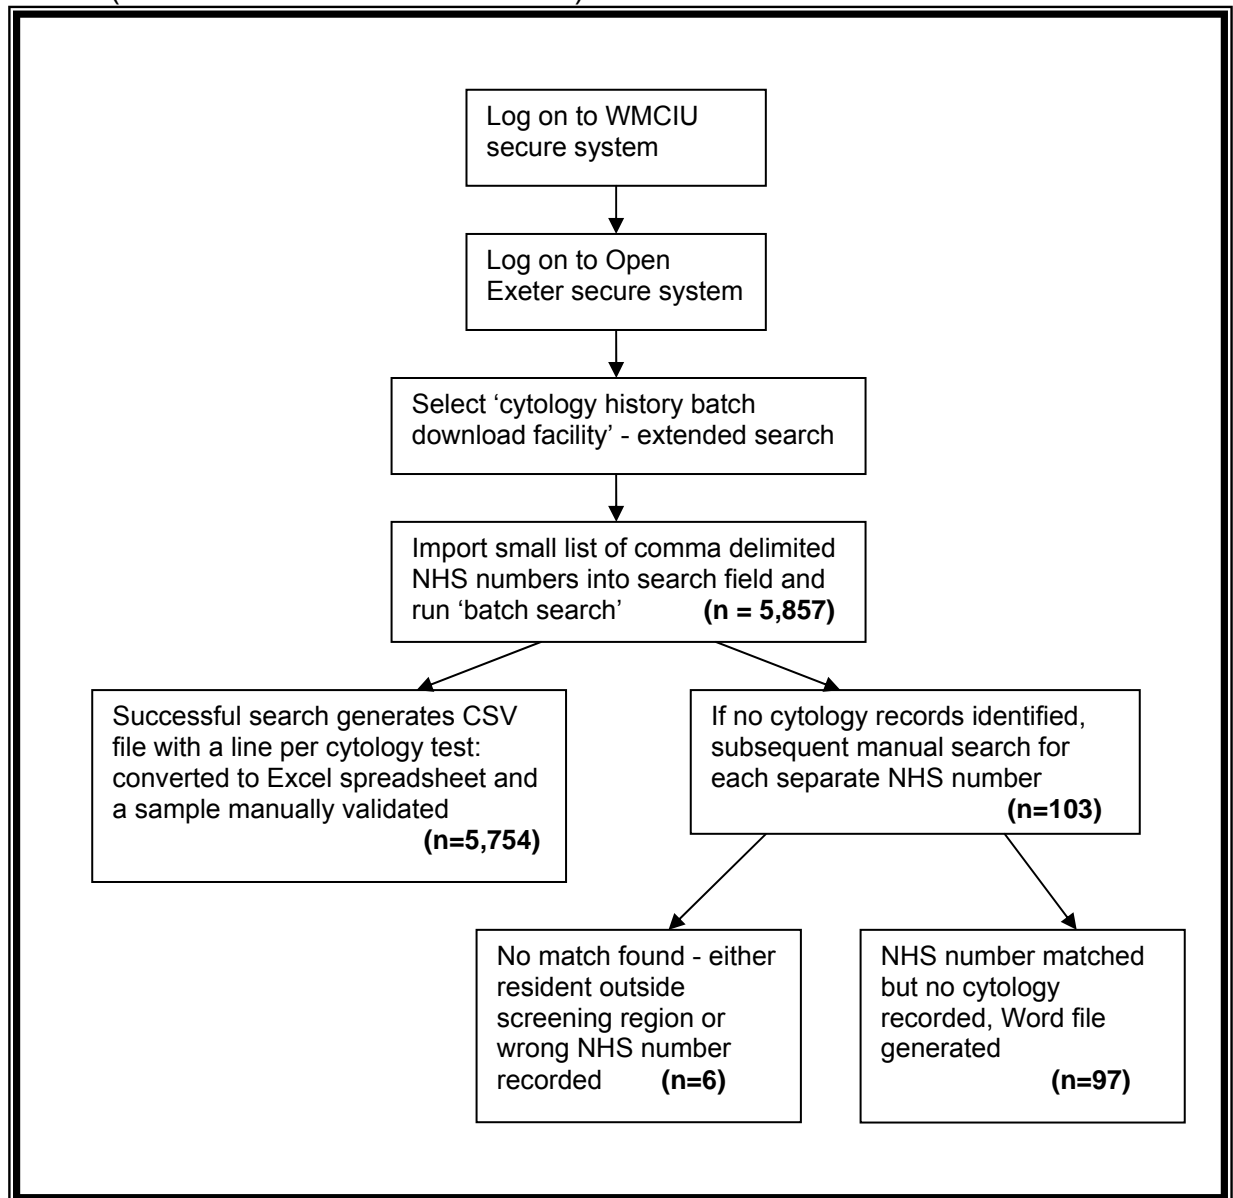 Log on to WMCIU
secure system
Log on to Open
Exeter secure system
Select ‘cytology history batch
download facility’ - extended search
Import small list of comma delimited
NHS numbers into search field and
run ‘batch search’ (n = 5,857)
Successful search generates CSV
file with a line per cytology test:
converted to Excel spreadsheet and
a sample manually validated
(n=5,754)
If no cytology records identified,
subsequent manual search for
each separate NHS number
(n=103)
No match found - either
resident outside
screening region or
wrong NHS number
recorded (n=6)
NHS number matched
but no cytology
recorded, Word file
generated
(n=97)